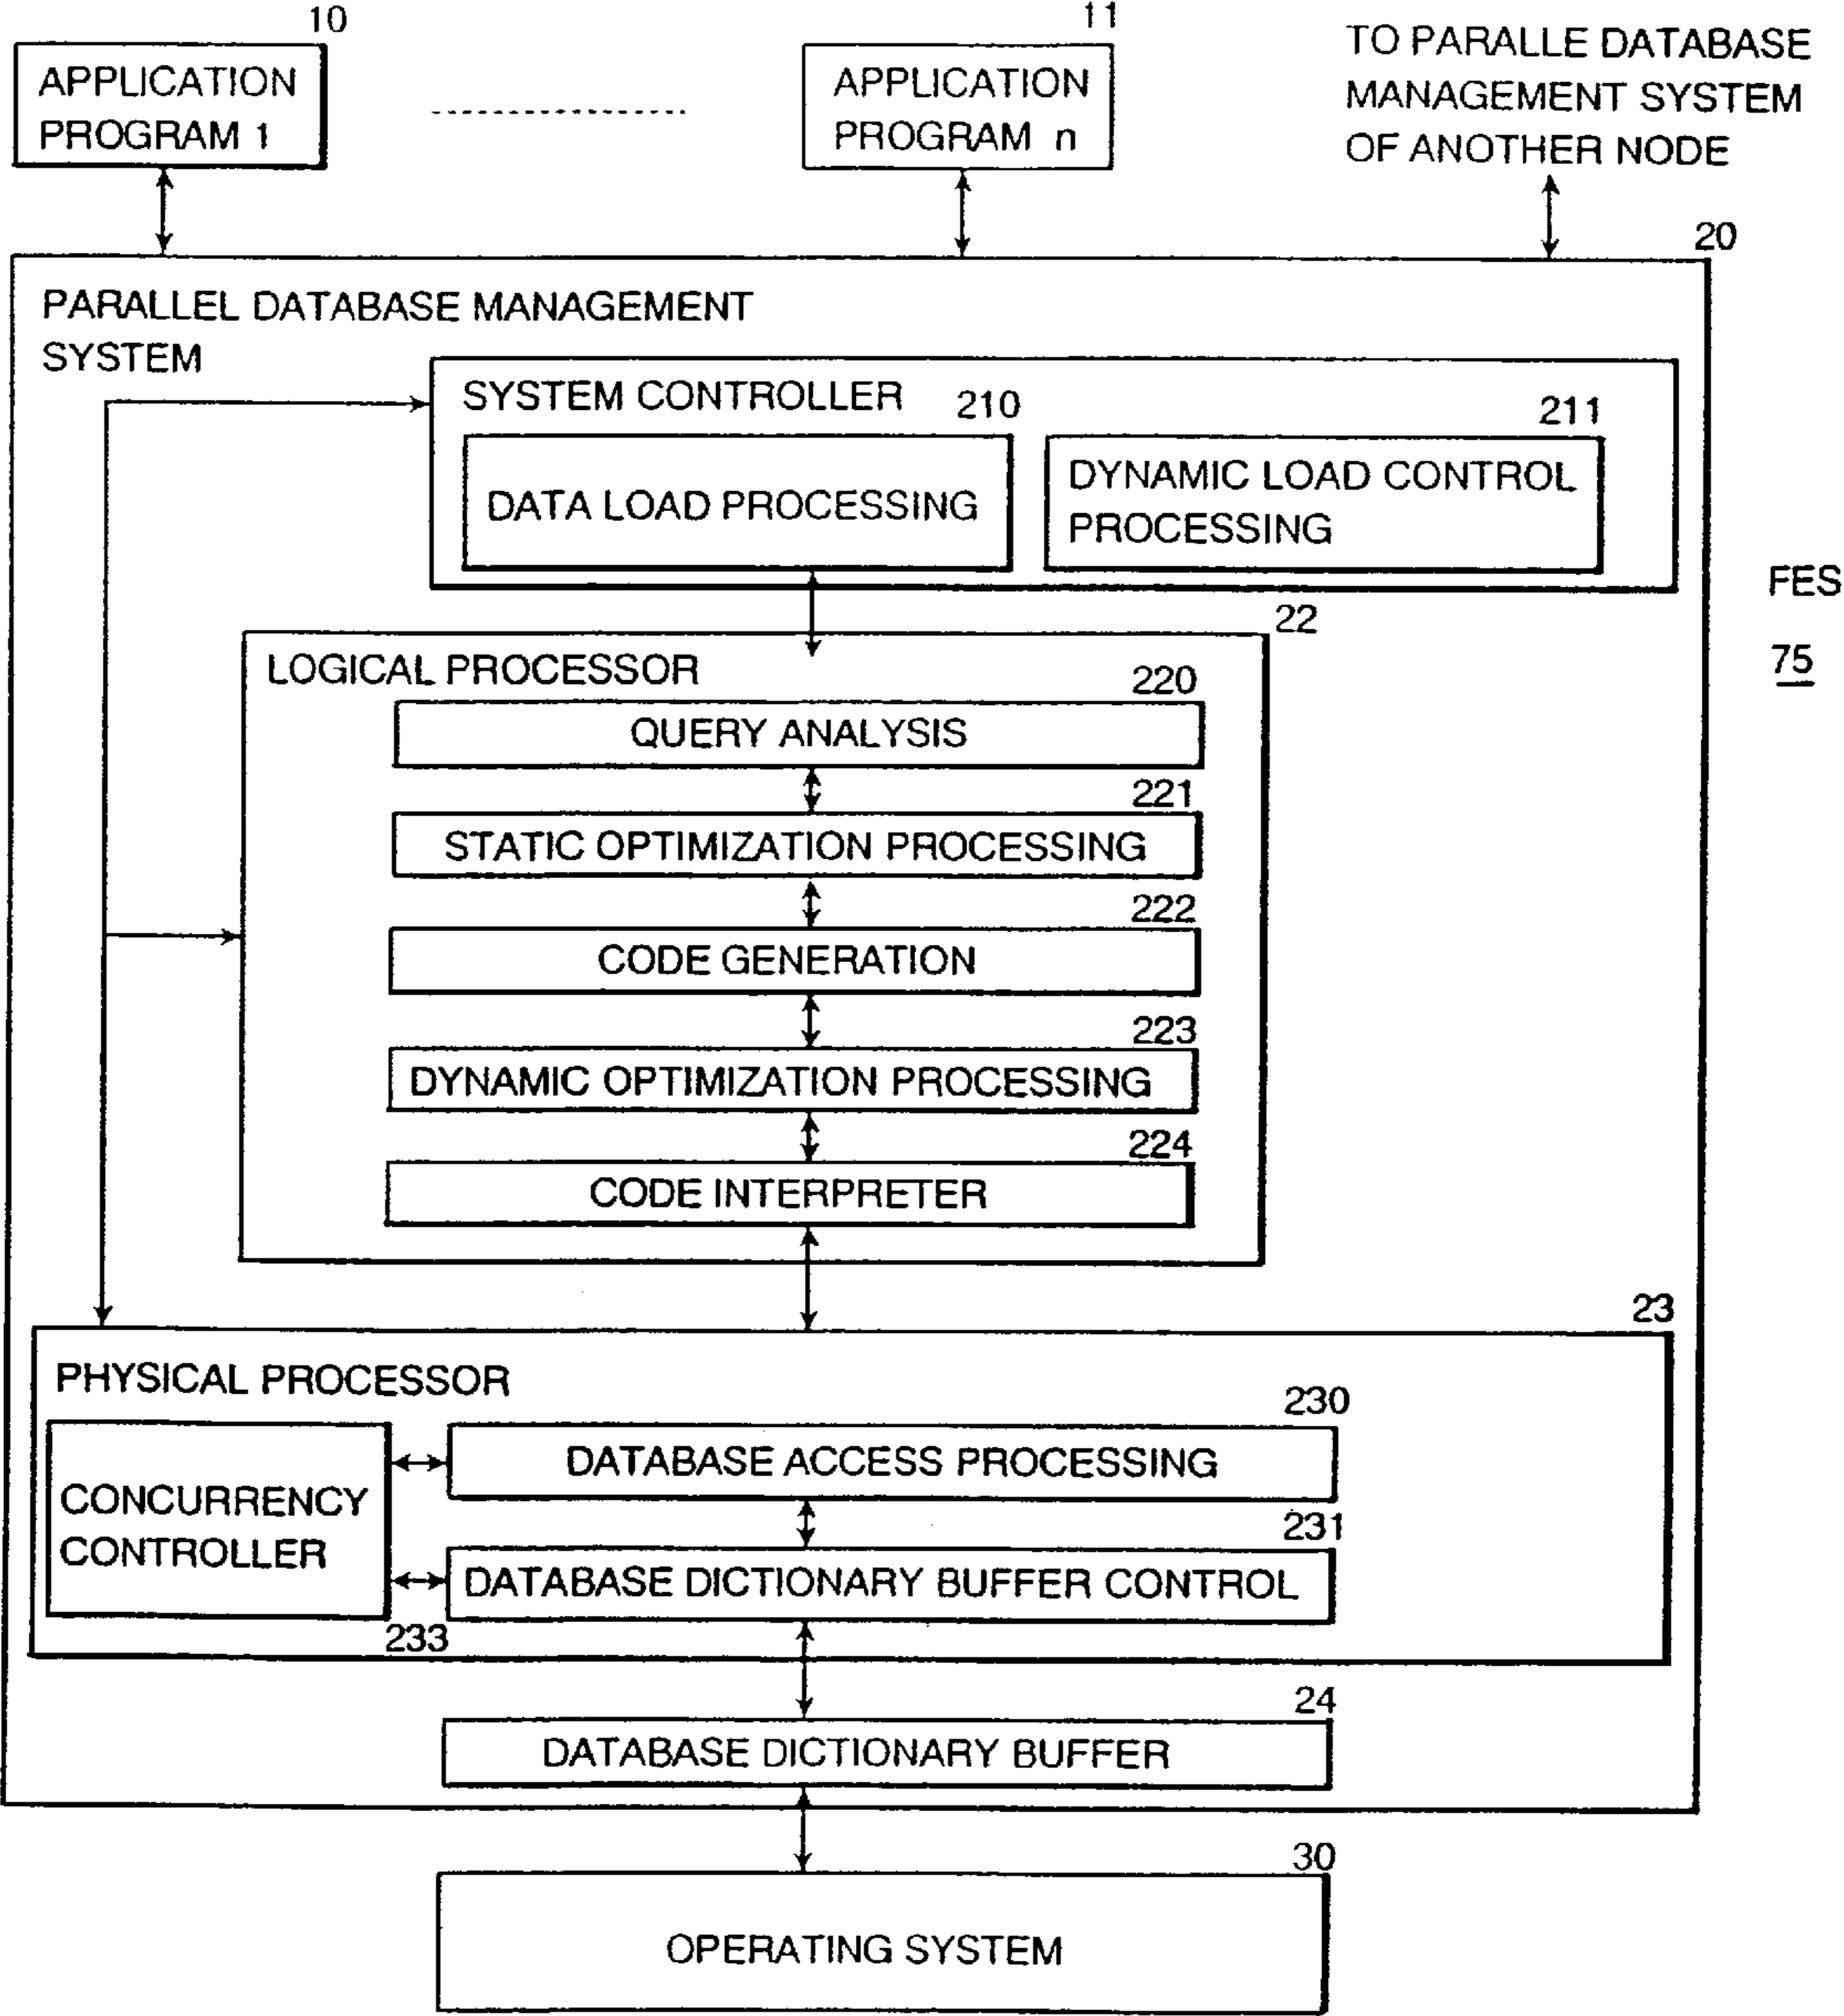 10
APPLICATION
PROGRAM 1
11
APPLICATION
PROGRAM n
TO PARALLE DATABASE
MANAGEMENT SYSTEM
OF ANOTHER NODE
20
PARALLEL DATABASE MANAGEMENT
SYSTEM
SYSTEM CONTROLLER
210
DATA LOAD PROCESSING
211
DYNAMIC LOAD CONTROL
PROCESSING
FES
75
22
LOGICAL PROCESSOR
220
QUERY ANALYSIS
221
STATIC OPTIMIZATION PROCESSING
222
CODE GENERATION
223
DYNAMIC OPTIMIZATION PROCESSING
224
CODE INTERPRETER
23
PHYSICAL PROCESSOR
230
DATABASE ACCESS PROCESSING
CONCURRENCY
CONTROLLER
233
231
DATABASE DICTIONARY BUFFER CONTROL
24
DATABASE DICTIONARY BUFFER
30
OPERATING SYSTEM